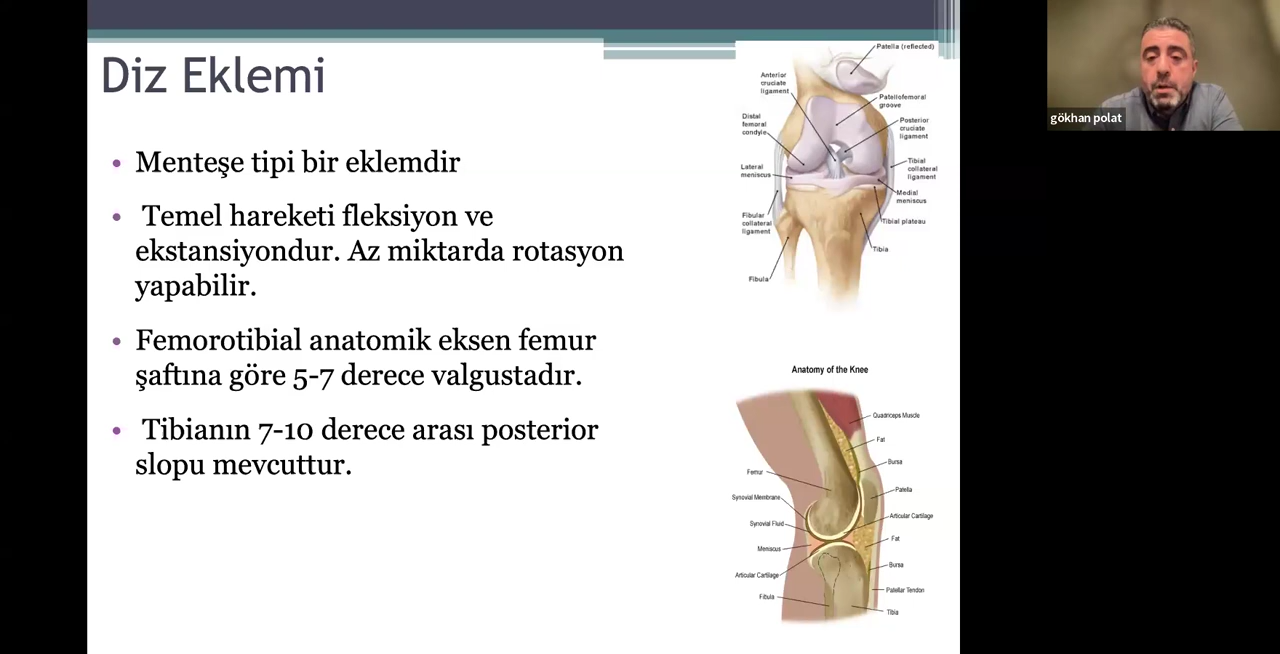 Diz Eklemi
• Menteşe tipi bir eklemdir
• Temel hareketi fleksiyon ve
ekstansiyondur. Az miktarda rotasyon
yapabilir.
• Femorotibial anatomik eksen femur
şaftına göre 5-7 derece valgustadır.
• Tibianın 7-10 derece arası posterior
slopu mevcuttur.
Patella (reflected)
Anterior
cruciate
ligament
Patellofemoral
groove
Distal
femoral
condyle
Posterior
cruciate
ligament
Lateral
meniscus
Tibial
collateral
ligament
Medial
meniscus
Fibular
collateral
ligament
Tibial plateau
Tibia
Fibula
Anatomy of the Knee
Quadriceps Muscle
Fat
Bursa
Femur
Patella
Synovial Membrane
Articular Cartilage
Synovial Fluid
Fat
Meniscus
Bursa
Articular Cartilage
Patellar Tendon
Fibula
Tibia
gökhan polat